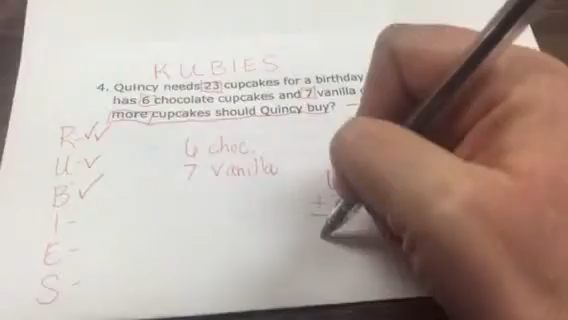 KUBIES
4. Quincy needs 23 cupcakes for a birthday
has 6 chocolate cupcakes and 7 vanilla
more cupcakes should Quincy buy?
R-✓✓
U-✓
B-✓
I-
E-
S-
6 choc.
7 vanilla
+